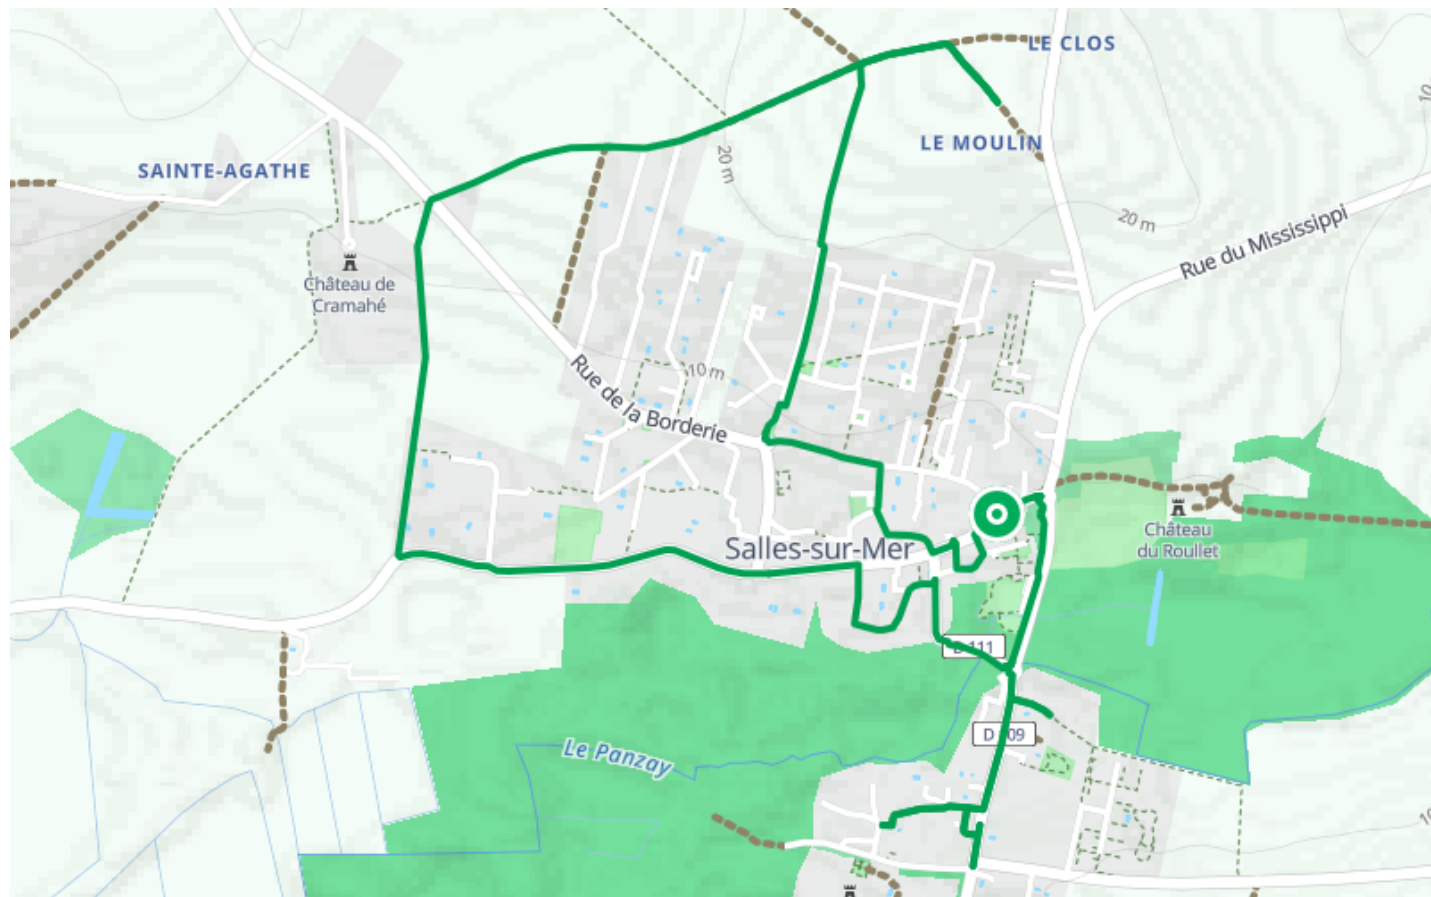 LE CLOS
LE MOULIN
SAINTE-AGATHE
20 m
20 m
Rue du Mississippi
Château de
Cramahé
10 m
Rue de la Borderie
Salles-sur-Mer
Château
du Roullet
D 111
Le Panzay